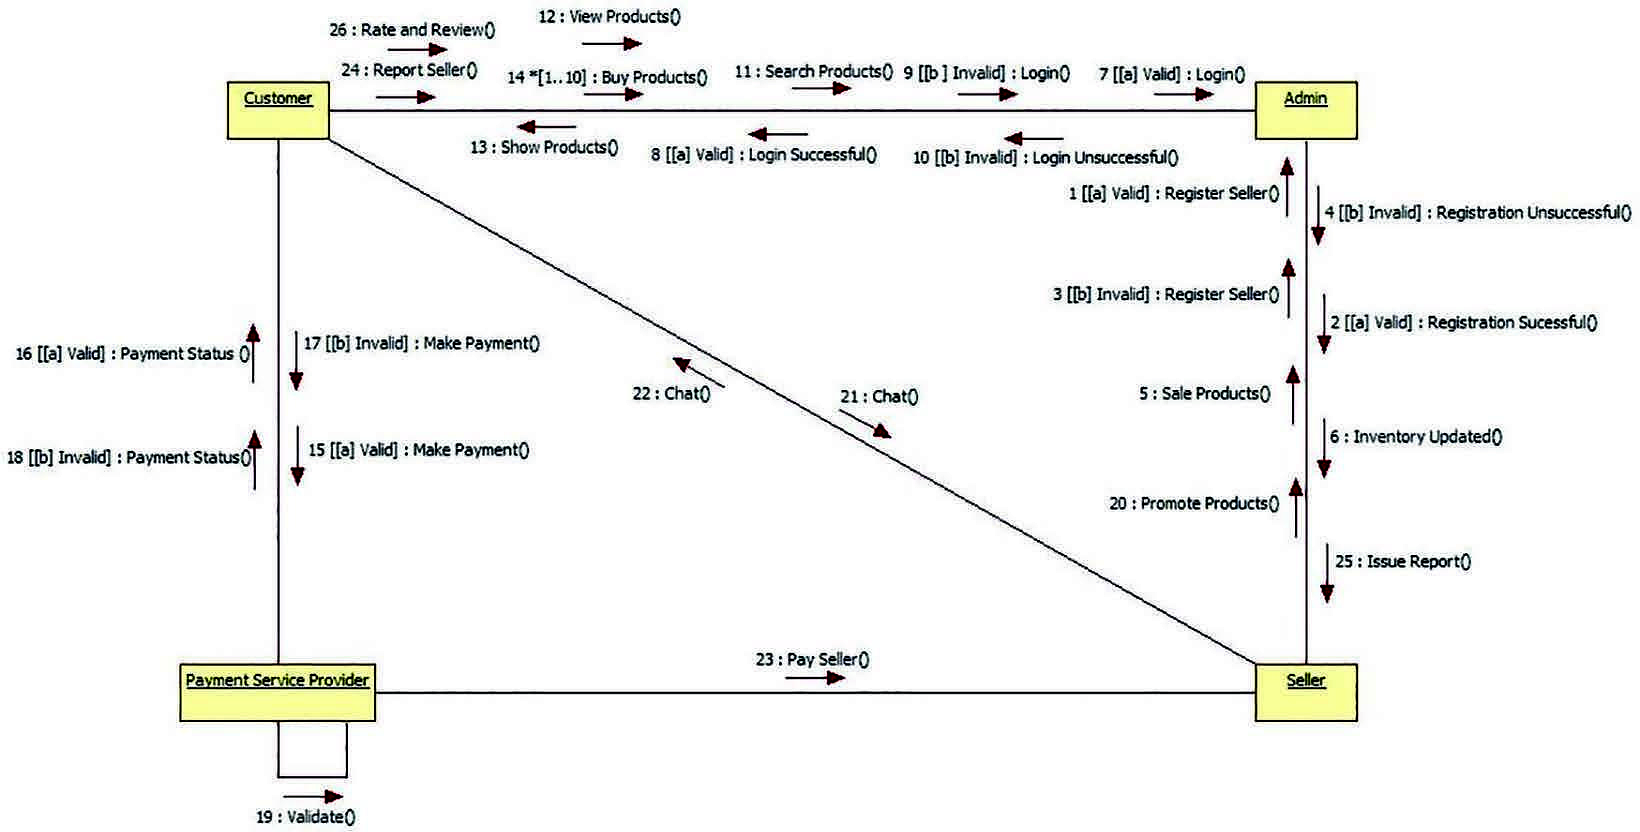 12 : View Products()
26 : Rate and Review()
24 : Report Seller()
14 *[1..10] : Buy Products()
11 : Search Products()
9 [[b ] Invalid] : Login()
7 [[a] Valid] : Login()
Customer
Admin
13 : Show Products()
8 [[a] Valid] : Login Successful()
10 [[b] Invalid] : Login Unsuccessful()
1 [[a] Valid] : Register Seller()
4 [[b] Invalid] : Registration Unsuccessful()
3 [[b] Invalid] : Register Seller()
2 [[a] Valid] : Registration Sucessful()
16 [[a] Valid] : Payment Status ()
17 [[b] Invalid] : Make Payment()
22 : Chat()
21 : Chat()
5 : Sale Products()
6 : Inventory Updated()
18 [[b] Invalid] : Payment Status()
15 [[a] Valid] : Make Payment()
20 : Promote Products()
25 : Issue Report()
23 : Pay Seller()
Payment Service Provider
Seller
19 : Validate()